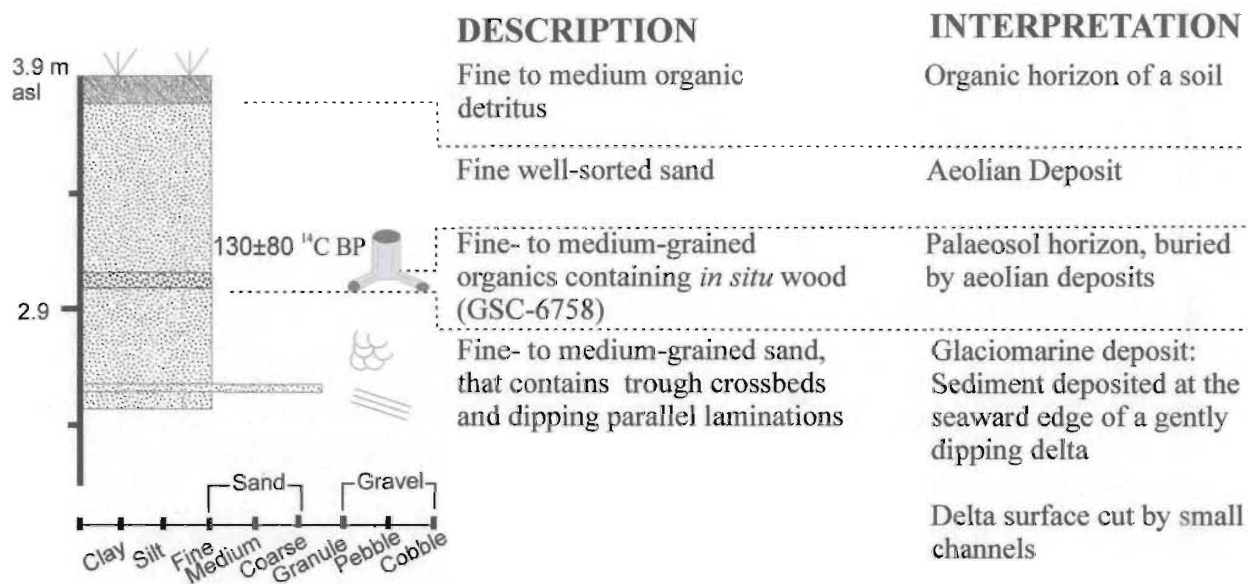 DESCRIPTION
INTERPRETATION
3.9 m
asl
Fine to medium organic
detritus
Organic horizon of a soil
Fine well-sorted sand
Aeolian Deposit
130±80 ¹⁴C BP
Fine- to medium-grained
organics containing in situ wood
(GSC-6758)
Palaeosol horizon, buried
by aeolian deposits
2.9
Fine- to medium-grained sand,
that contains trough crossbeds
and dipping parallel laminations
Glaciomarine deposit:
Sediment deposited at the
seaward edge of a gently
dipping delta
Delta surface cut by small
channels
Sand
Gravel
Clay
Silt
Fine
Medium
Coarse
Granule
Pebble
Cobble